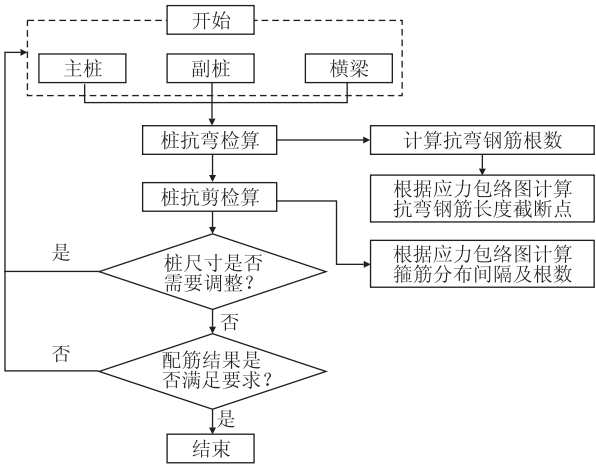 开始
主桩
副桩
横梁
桩抗弯检算
计算抗弯钢筋根数
桩抗剪检算
根据应力包络图计算
抗弯钢筋长度截断点
根据应力包络图计算
箍筋分布间隔及根数
是
桩尺寸是否
需要调整?
否
否
配筋结果是
否满足要求?
是
结束